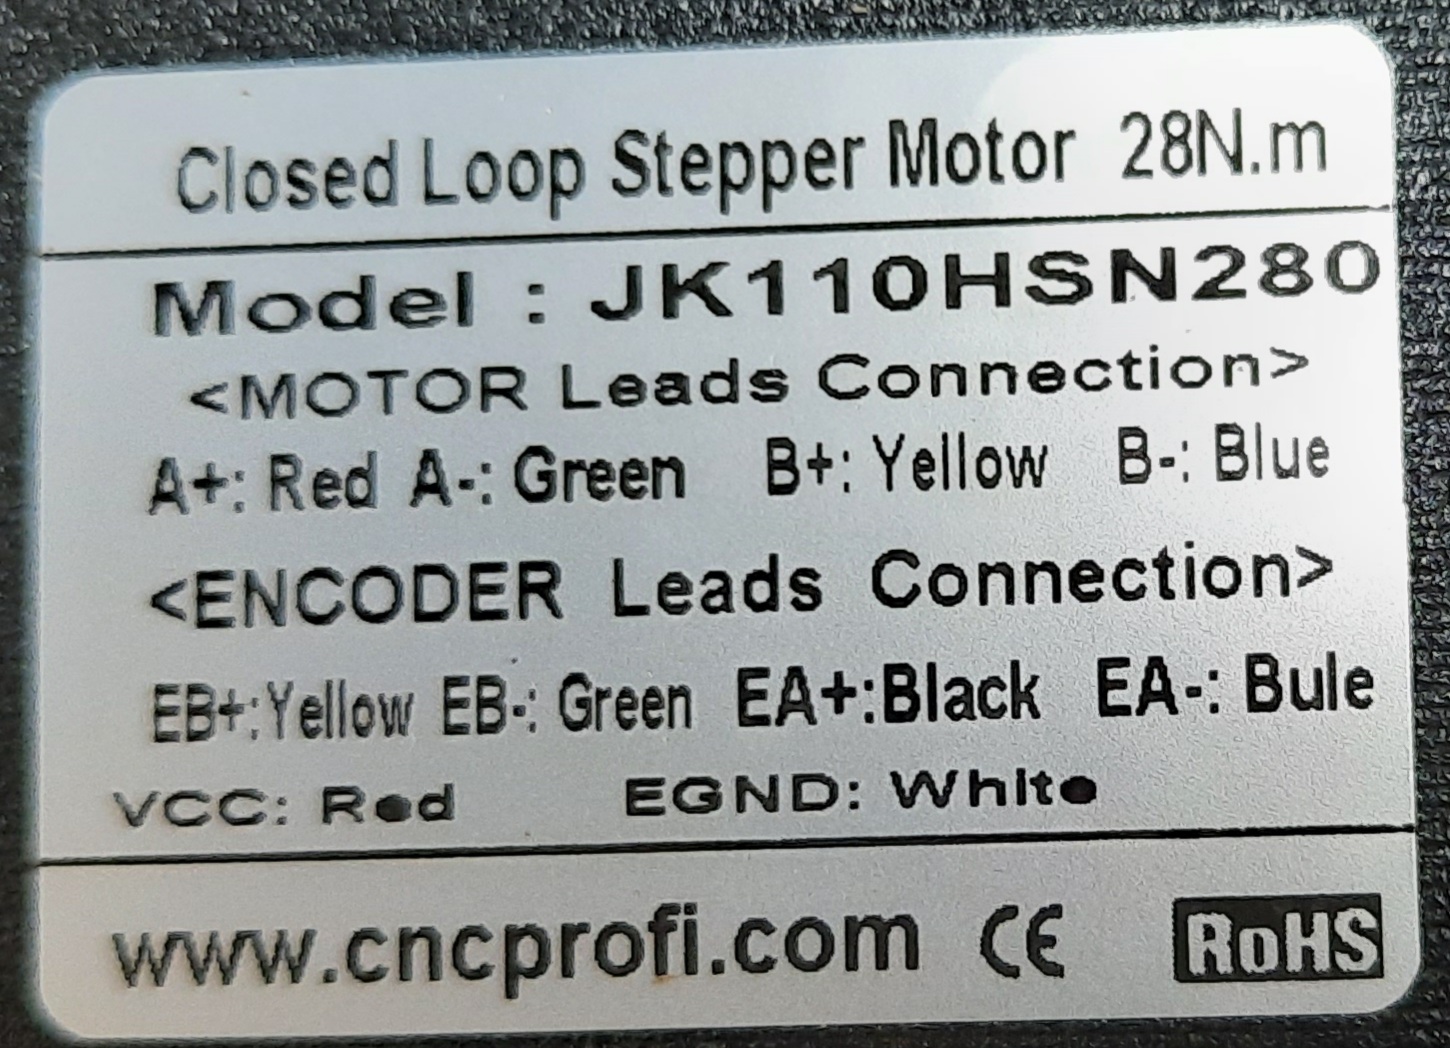 Closed Loop Stepper Motor 28N.m
Model : JK110HSN280
<MOTOR Leads Connection>
A+: Red A-: Green B+: Yellow B-: Blue
<ENCODER Leads Connection>
EB+:Yellow EB-: Green EA+:Black EA-: Bule
VCC: Red EGND: White
www.cncprofi.com CE RoHS